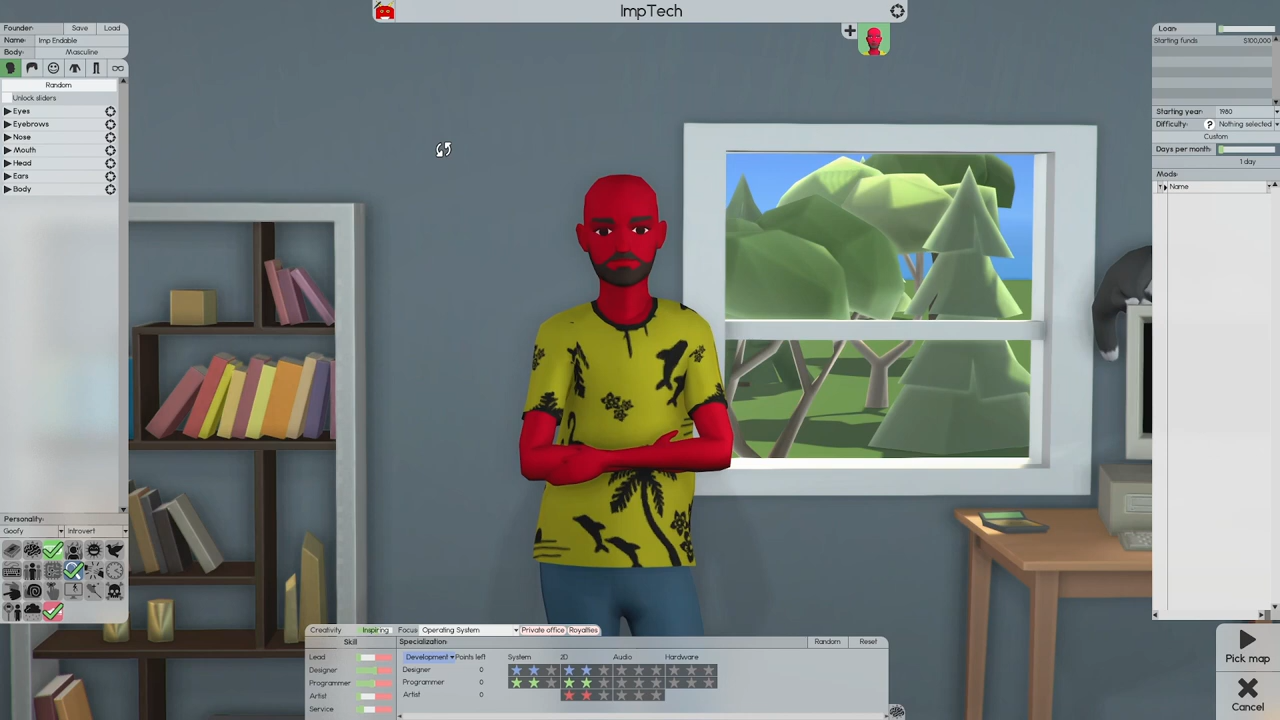 ImpTech
Founder: Save Load
Name: Imp Endable
Body: Masculine
Random
Unlock sliders
Eyes
Eyebrows
Nose
Mouth
Head
Ears
Body
Personality:
Goofy Introvert
Loan:
Starting funds $100,000
Starting year: 1980
Difficulty: ? Nothing selected
Custom
Days per month:
1 day
Mods:
Name
Creativity Inspiring Focus Operating System Private office Royalties
Skill Specialization Random Reset
Lead Development Points left System 2D Audio Hardware
Designer Designer 0
Programmer Programmer 0
Artist Artist 0
Service
Pick map
Cancel